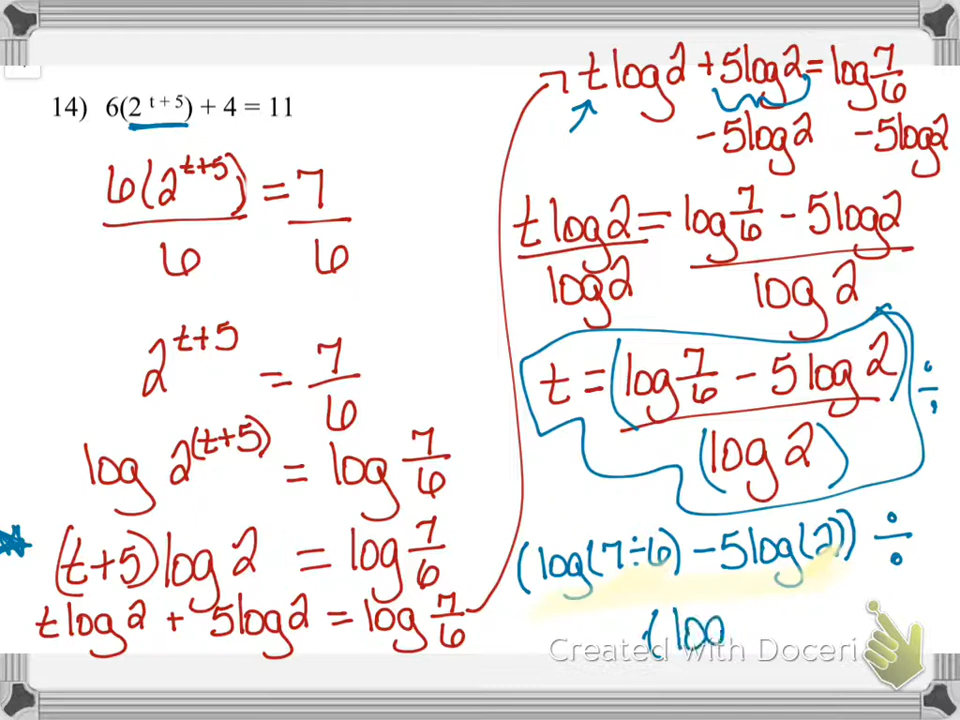 14) 6(2^(t + 5)) + 4 = 11
6(2^(t+5)) = 7
6 6
2^(t+5) = 7/6
log 2^(t+5) = log 7/6
(t+5) log 2 = log 7/6
t log 2 + 5 log 2 = log 7/6
t log 2 + 5 log 2 = log 7/6
-5 log 2 -5 log 2
t log 2 = log 7/6 - 5 log 2
log 2 log 2
t = (log 7/6 - 5 log 2) ÷
(log 2)
(log(7÷6) - 5 log(2)) ÷
(log
Created with Doceri